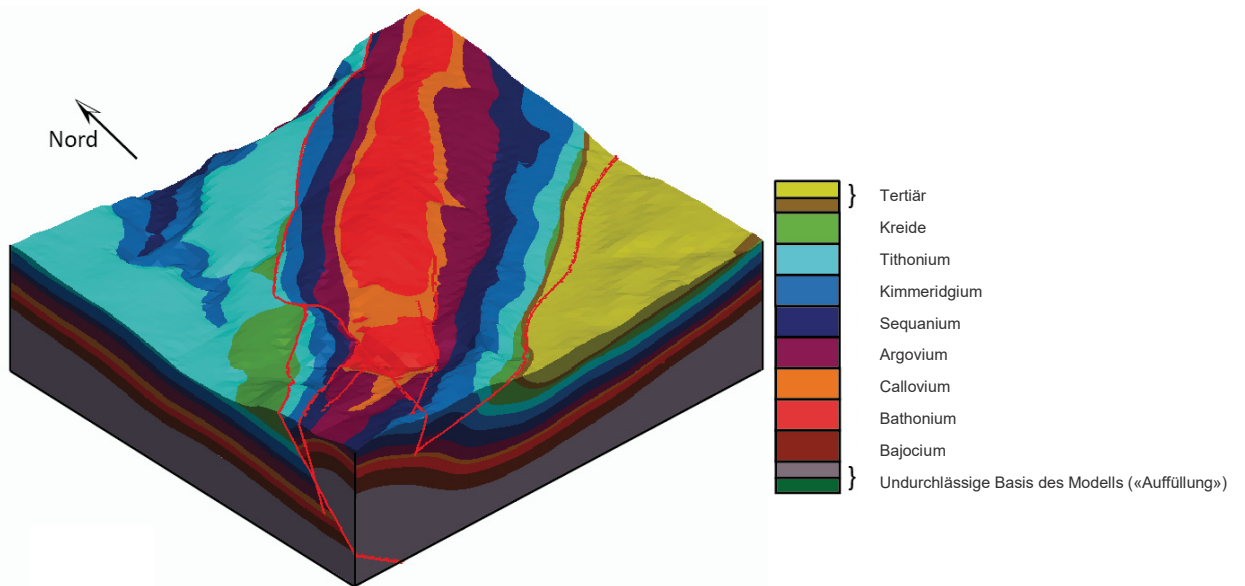 Nord
} Tertiär
Kreide
Tithonium
Kimmeridgium
Sequanium
Argovium
Callovium
Bathonium
Bajocium
} Undurchlässige Basis des Modells («Auffüllung»)